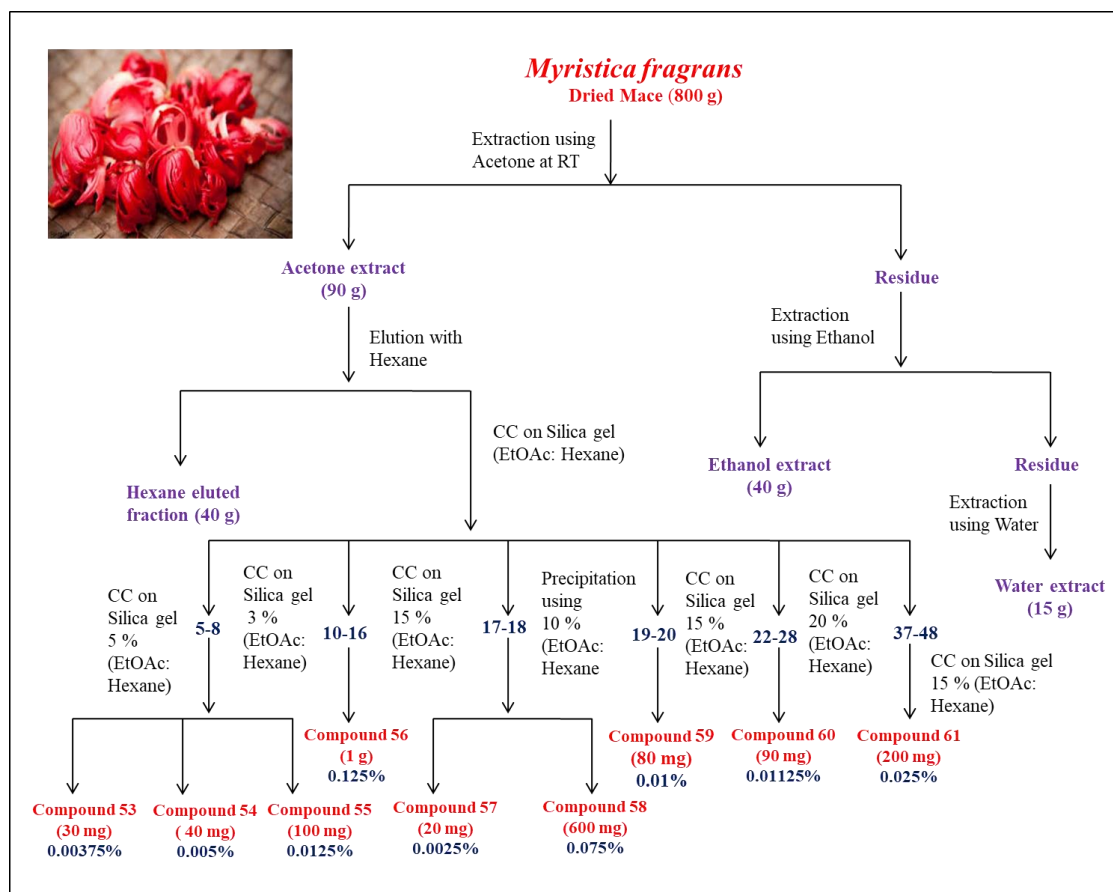 Myristica fragrans
Dried Mace (800 g)
Extraction using
Acetone at RT
Acetone extract
(90 g)
Residue
Elution with
Hexane
Extraction
using Ethanol
CC on Silica gel
(EtOAc: Hexane)
Hexane eluted
fraction (40 g)
Ethanol extract
(40 g)
Residue
Extraction
using Water
Water extract
(15 g)
CC on
Silica gel
5 %
(EtOAc:
Hexane)
5-8
CC on
Silica gel
3 %
(EtOAc:
Hexane)
10-16
CC on
Silica gel
15 %
(EtOAc:
Hexane)
17-18
Precipitation
using
10 %
(EtOAc:
Hexane
19-20
CC on
Silica gel
15 %
(EtOAc:
Hexane)
22-28
CC on
Silica gel
20 %
(EtOAc:
Hexane)
37-48
CC on Silica gel
15 % (EtOAc:
Hexane)
Compound 56
(1 g)
0.125%
Compound 59
(80 mg)
0.01%
Compound 60
(90 mg)
0.01125%
Compound 61
(200 mg)
0.025%
Compound 53
(30 mg)
0.00375%
Compound 54
( 40 mg)
0.005%
Compound 55
(100 mg)
0.0125%
Compound 57
(20 mg)
0.0025%
Compound 58
(600 mg)
0.075%